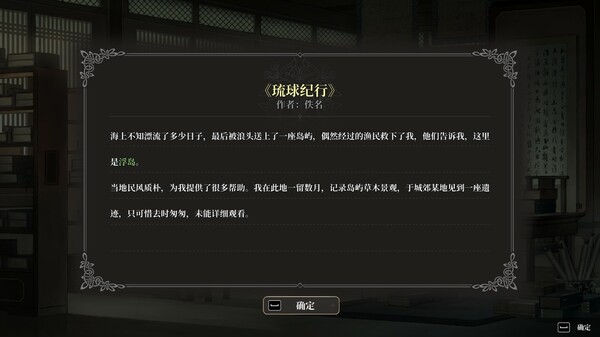 《琉球纪行》
作者：佚名
海上不知漂流了多少日子，最后被浪头送上了一座岛屿，偶然经过的渔民救下了我，他们告诉我，这里
是浮岛。
当地民风质朴，为我提供了很多帮助。我在此地一留数月，记录岛屿草木景观，于城郊某地见到一座遗
迹，只可惜去时匆匆，未能详细观看。
确定
确定